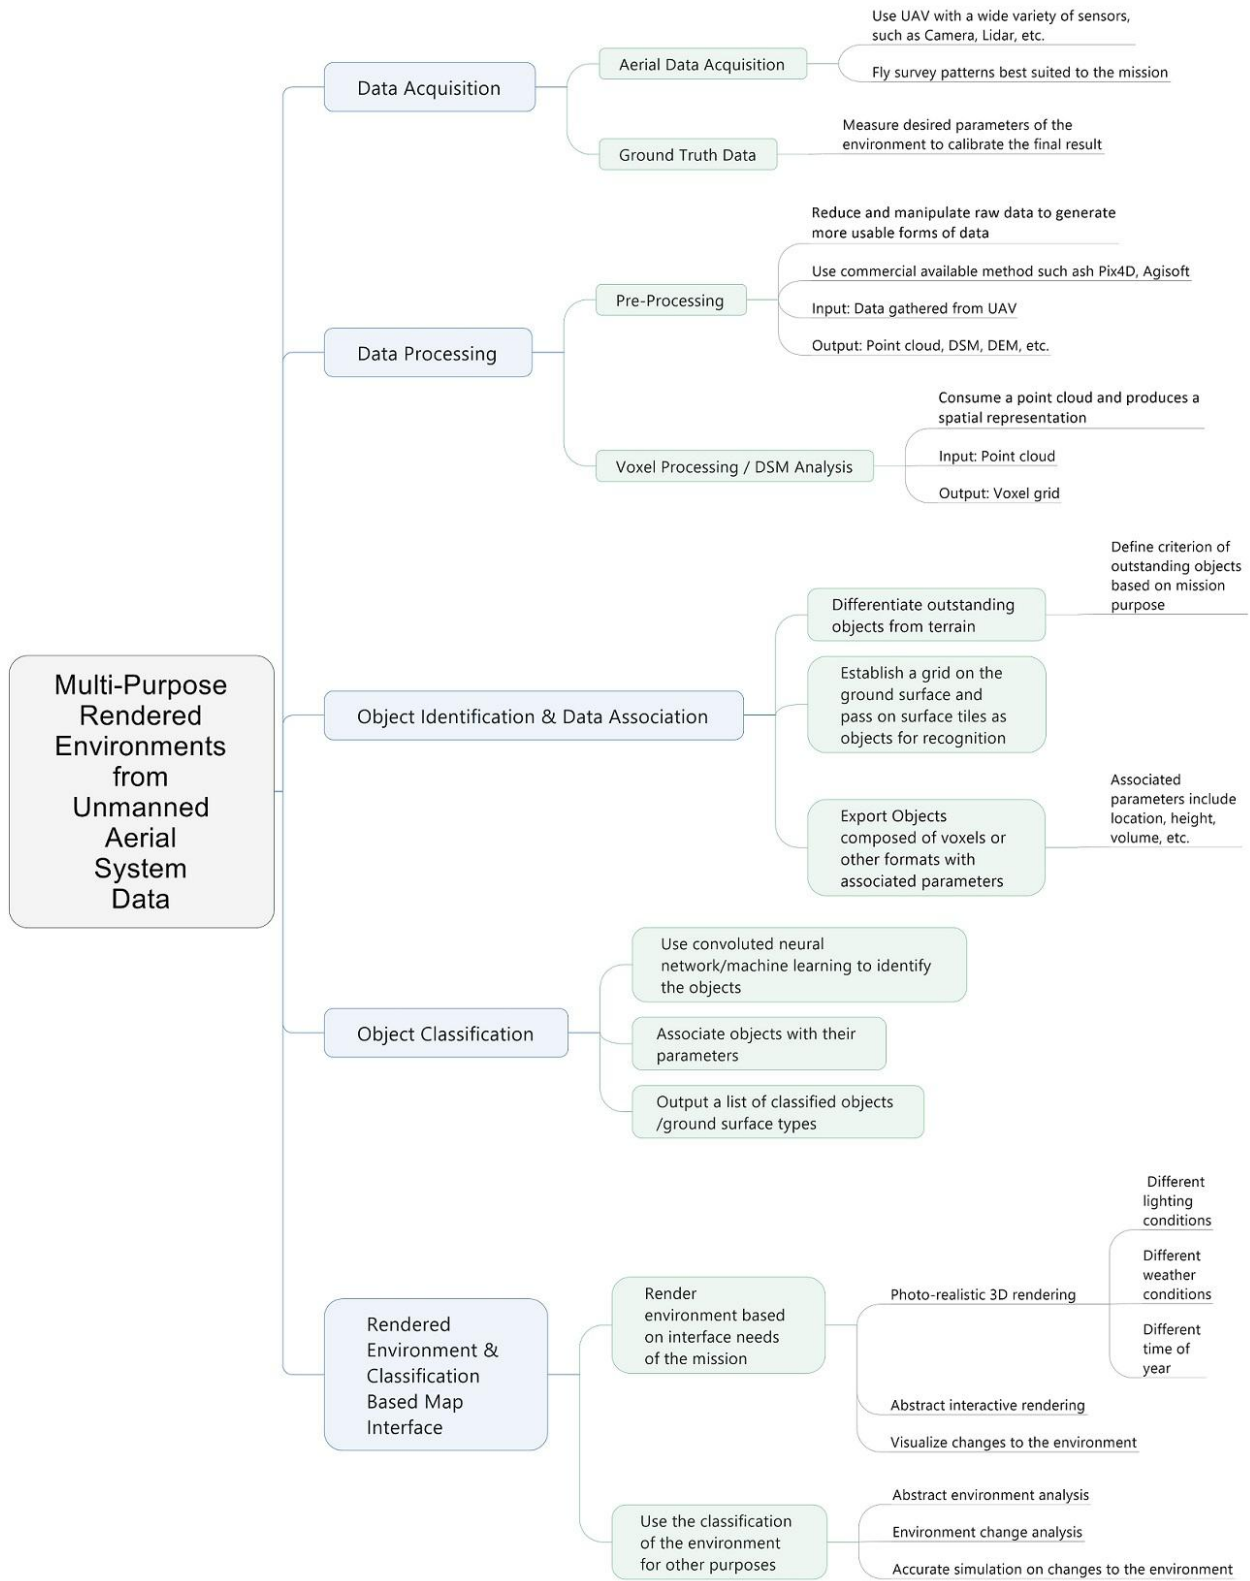 Multi-Purpose
Rendered
Environments
from
Unmanned
Aerial
System
Data
Data Acquisition
Aerial Data Acquisition
Use UAV with a wide variety of sensors,
such as Camera, Lidar, etc.
Fly survey patterns best suited to the mission
Ground Truth Data
Measure desired parameters of the
environment to calibrate the final result
Data Processing
Pre-Processing
Reduce and manipulate raw data to generate
more usable forms of data
Use commercial available method such ash Pix4D, Agisoft
Input: Data gathered from UAV
Output: Point cloud, DSM, DEM, etc.
Voxel Processing / DSM Analysis
Consume a point cloud and produces a
spatial representation
Input: Point cloud
Output: Voxel grid
Object Identification & Data Association
Differentiate outstanding
objects from terrain
Define criterion of
outstanding objects
based on mission
purpose
Establish a grid on the
ground surface and
pass on surface tiles as
objects for recognition
Export Objects
composed of voxels or
other formats with
associated parameters
Associated
parameters include
location, height,
volume, etc.
Object Classification
Use convoluted neural
network/machine learning to identify
the objects
Associate objects with their
parameters
Output a list of classified objects
/ground surface types
Rendered
Environment &
Classification
Based Map
Interface
Render
environment based
on interface needs
of the mission
Photo-realistic 3D rendering
Different
lighting
conditions
Different
weather
conditions
Different
time of
year
Abstract interactive rendering
Visualize changes to the environment
Use the classification
of the environment
for other purposes
Abstract environment analysis
Environment change analysis
Accurate simulation on changes to the environment